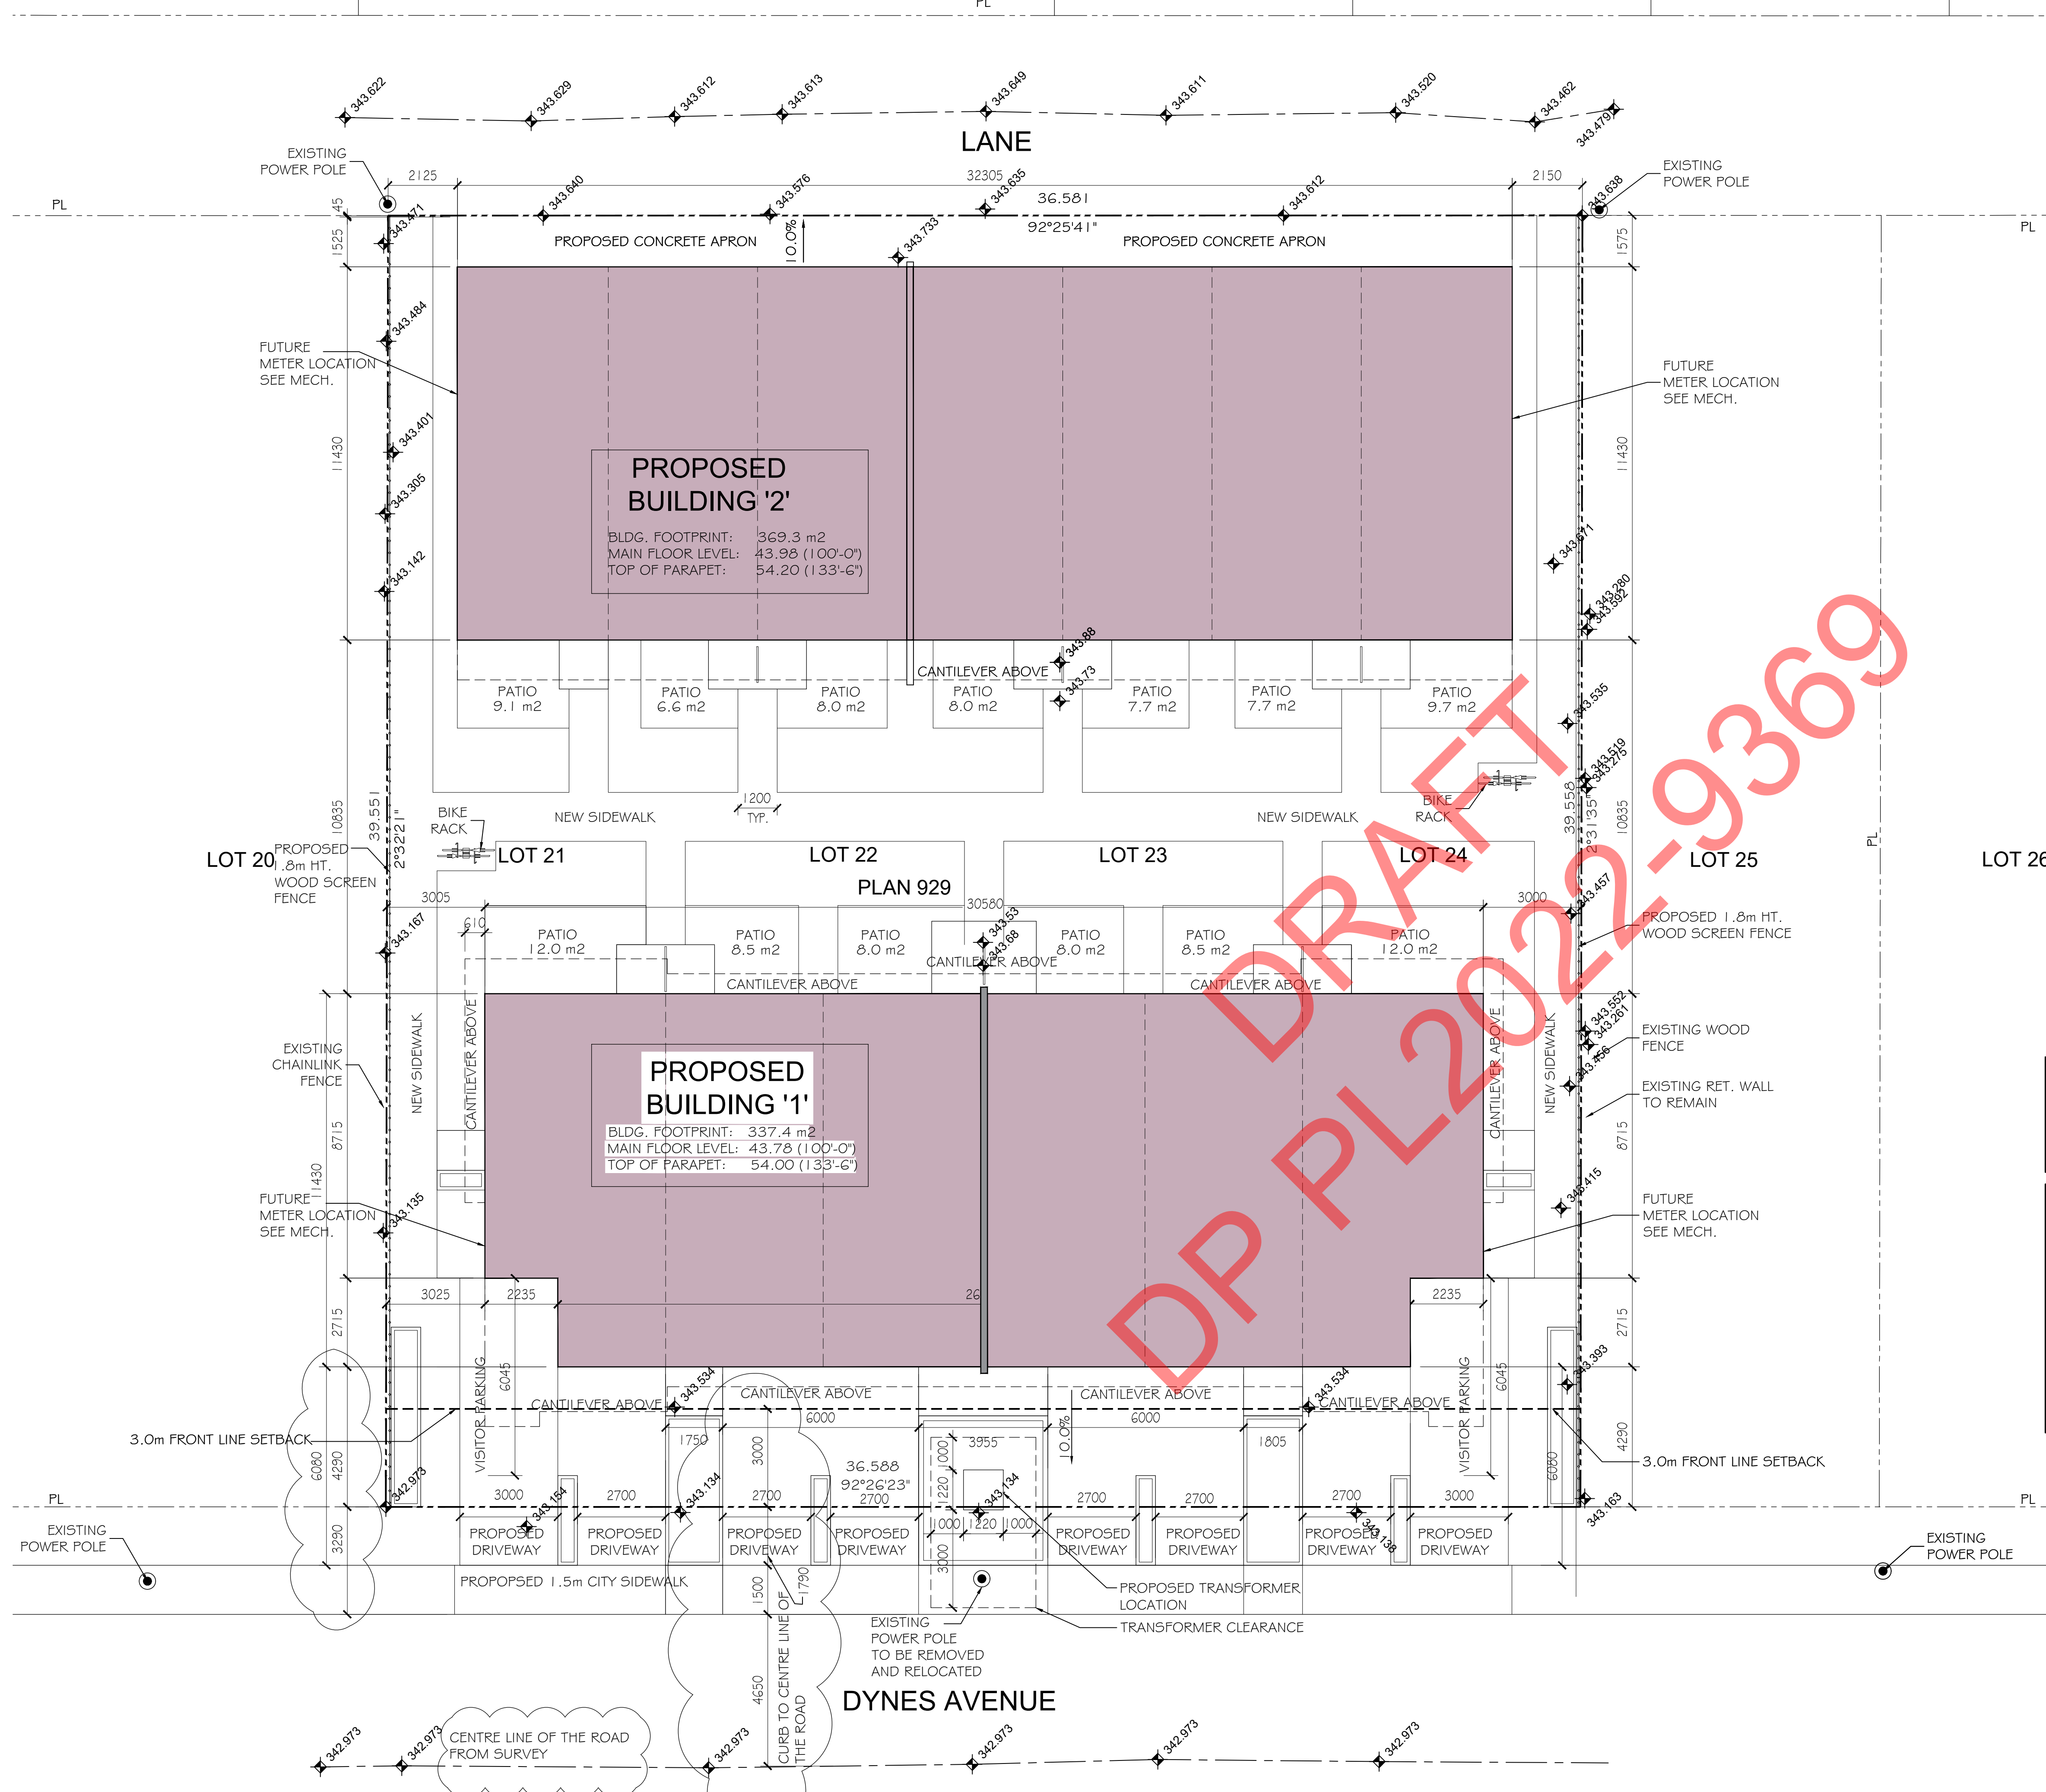 PL
343.622
343.629
343.612
343.613
343.649
343.611
343.520
343.462
343.479
LANE
EXISTING
POWER POLE
EXISTING
POWER POLE
2125
32305
2150
343.471
343.640
343.576
343.635
36.581
343.612
343.638
PL
PL
45
1525
1575
10.0%
92°25'41"
PROPOSED CONCRETE APRON
343.733
PROPOSED CONCRETE APRON
343.484
FUTURE
METER LOCATION
SEE MECH.
FUTURE
METER LOCATION
SEE MECH.
343.401
11430
11430
343.305
343.142
PROPOSED
BUILDING '2'
BLDG. FOOTPRINT: 369.3 m2
MAIN FLOOR LEVEL: 43.98 (100'-0")
TOP OF PARAPET: 54.20 (133'-6")
343.671
343.280
343.592
343.88
CANTILEVER ABOVE
343.73
PATIO
9.1 m2
PATIO
6.6 m2
PATIO
8.0 m2
PATIO
8.0 m2
PATIO
7.7 m2
PATIO
7.7 m2
PATIO
9.7 m2
343.535
343.519
343.275
10835
39.551
2°32'21"
BIKE
RACK
NEW SIDEWALK
1200
TYP.
NEW SIDEWALK
BIKE
RACK
39.558
2°31'35"
10835
PL
LOT 20
PROPOSED
1.8m HT.
WOOD SCREEN
FENCE
LOT 21
LOT 22
LOT 23
LOT 24
LOT 25
LOT 26
PLAN 929
3005
30580
3000
343.457
610
343.167
PROPOSED 1.8m HT.
WOOD SCREEN FENCE
PATIO
12.0 m2
PATIO
8.5 m2
PATIO
8.0 m2
343.53
343.68
PATIO
8.0 m2
PATIO
8.5 m2
PATIO
12.0 m2
CANTILEVER ABOVE
CANTILEVER ABOVE
CANTILEVER ABOVE
NEW SIDEWALK
CANTILEVER ABOVE
CANTILEVER ABOVE
NEW SIDEWALK
343.552
343.261
343.456
EXISTING
CHAINLINK
FENCE
EXISTING WOOD
FENCE
EXISTING RET. WALL
TO REMAIN
PROPOSED
BUILDING '1'
BLDG. FOOTPRINT: 337.4 m2
MAIN FLOOR LEVEL: 43.78 (100'-0")
TOP OF PARAPET: 54.00 (133'-6")
11430
8715
8715
FUTURE
METER LOCATION
SEE MECH.
343.135
343.415
FUTURE
METER LOCATION
SEE MECH.
3025
2235
2235
2715
2715
DRAFT
DP PL2022-9369
VISITOR PARKING
6045
CANTILEVER ABOVE
343.534
CANTILEVER ABOVE
CANTILEVER ABOVE
343.534
CANTILEVER ABOVE
VISITOR PARKING
6045
343.393
3.0m FRONT LINE SETBACK
3.0m FRONT LINE SETBACK
6080
4290
6080
4290
1750
3000
6000
3955
1000
1220
10.0%
6000
1805
36.588
92°26'23"
PL
342.973
3000
343.154
2700
343.134
2700
2700
343.134
2700
2700
2700
343.138
3000
343.163
PL
EXISTING
POWER POLE
3290
PROPOSED
DRIVEWAY
PROPOSED
DRIVEWAY
PROPOSED
DRIVEWAY
PROPOSED
DRIVEWAY
1000
1220
1000
3000
PROPOSED
DRIVEWAY
PROPOSED
DRIVEWAY
PROPOSED
DRIVEWAY
PROPOSED
DRIVEWAY
EXISTING
POWER POLE
PROPOPSED 1.5m CITY SIDEWALK
1500
1790
PROPOSED TRANSFORMER
LOCATION
TRANSFORMER CLEARANCE
EXISTING
POWER POLE
TO BE REMOVED
AND RELOCATED
4650
CURB TO CENTRE LINE OF
THE ROAD
DYNES AVENUE
CENTRE LINE OF THE ROAD
FROM SURVEY
342.973
342.973
342.973
342.973
342.973
342.973